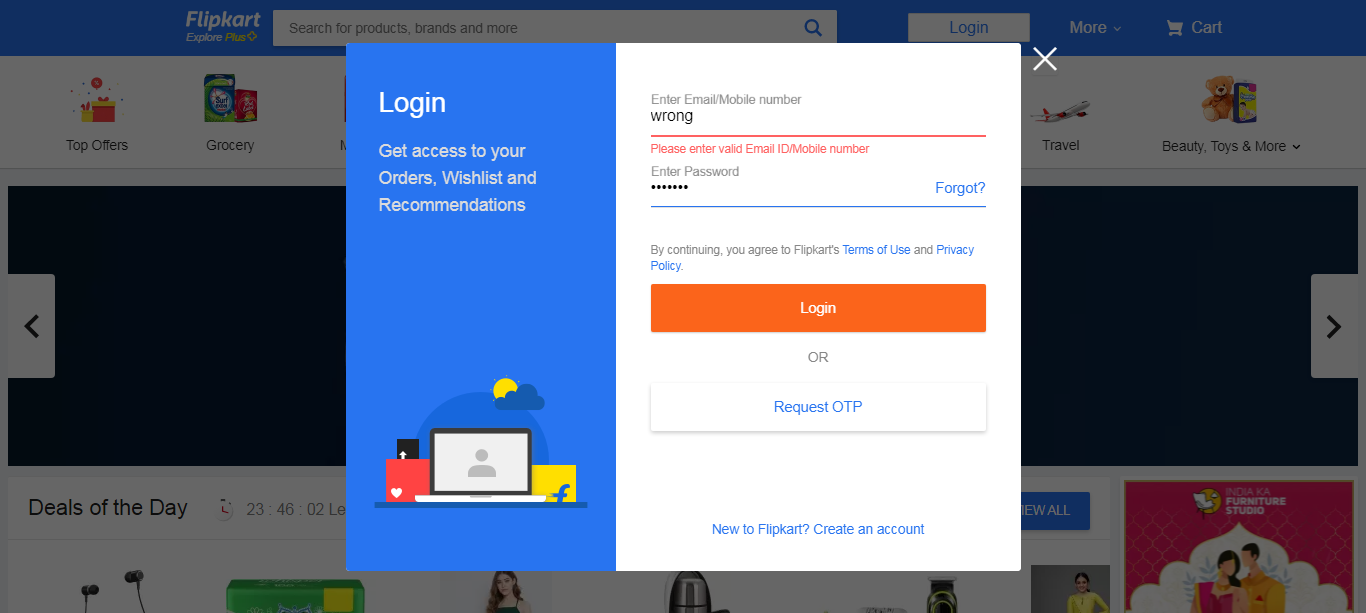 Flipkart
Explore Plus
Search for products, brands and more
Login
More
Cart
Top Offers
Grocery
Travel
Beauty, Toys & More
Login
Get access to your
Orders, Wishlist and
Recommendations
Enter Email/Mobile number
wrong
Please enter valid Email ID/Mobile number
Enter Password
•••••••
Forgot?
By continuing, you agree to Flipkart's Terms of Use and Privacy
Policy.
Login
OR
Request OTP
New to Flipkart? Create an account
Deals of the Day
23 : 46 : 02 Le
IEW ALL
INDIA KA
FURNITURE
STUDIO